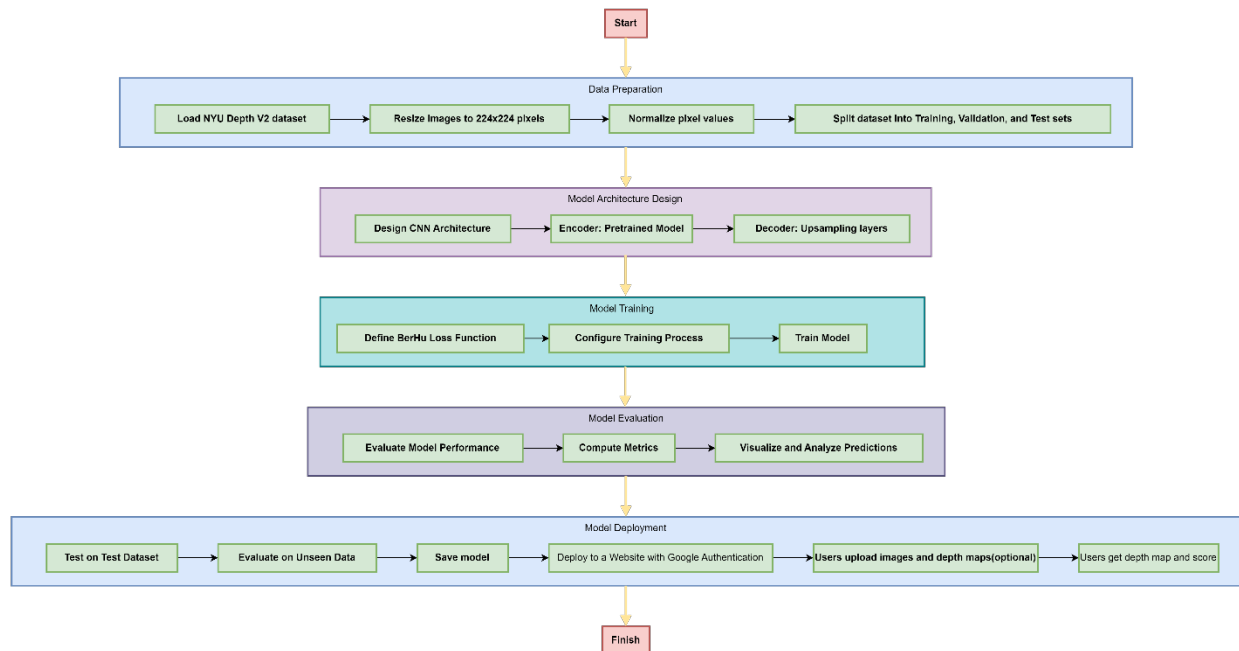 Start
Data Preparation
Load NYU Depth V2 dataset
Resize Images to 224x224 pixels
Normalize pixel values
Split dataset Into Training, Validation, and Test sets
Model Architecture Design
Design CNN Architecture
Encoder: Pretrained Model
Decoder: Upsampling layers
Model Training
Define BerHu Loss Function
Configure Training Process
Train Model
Model Evaluation
Evaluate Model Performance
Compute Metrics
Visualize and Analyze Predictions
Model Deployment
Test on Test Dataset
Evaluate on Unseen Data
Save model
Deploy to a Website with Google Authentication
Users upload images and depth maps(optional)
Users get depth map and score
Finish